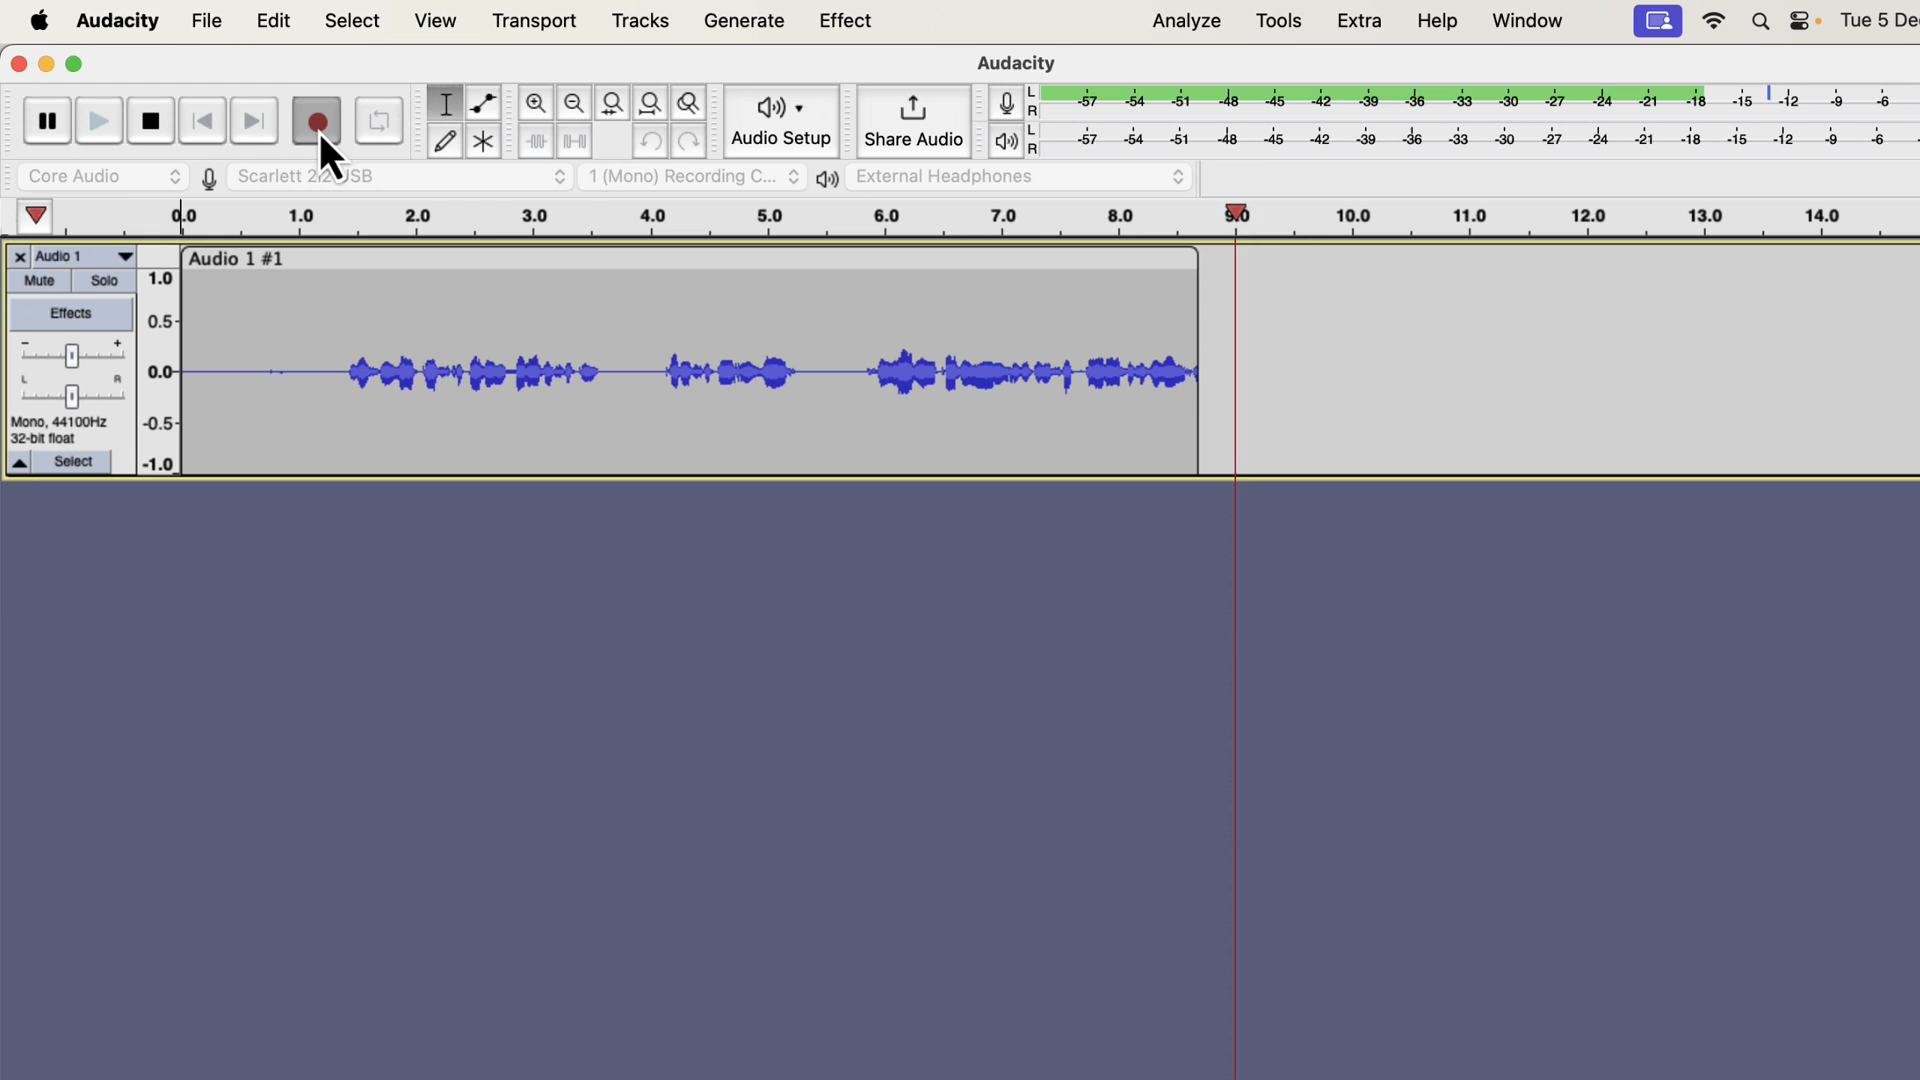 Audacity File Edit Select View Transport Tracks Generate Effect Analyze Tools Extra Help Window Tue 5 De
Audacity
L
R
-57 -54 -51 -48 -45 -42 -39 -36 -33 -30 -27 -24 -21 -18 -15 -12 -9 -6
Audio Setup
Share Audio
L
R
-57 -54 -51 -48 -45 -42 -39 -36 -33 -30 -27 -24 -21 -18 -15 -12 -9 -6
Core Audio
Scarlett 2i2 USB
1 (Mono) Recording C...
External Headphones
0.0 1.0 2.0 3.0 4.0 5.0 6.0 7.0 8.0 9.0 10.0 11.0 12.0 13.0 14.0
Audio 1
Audio 1 #1
Mute Solo
Effects
- +
L R
Mono, 44100Hz
32-bit float
Select
1.0
0.5-
0.0-
-0.5-
-1.0